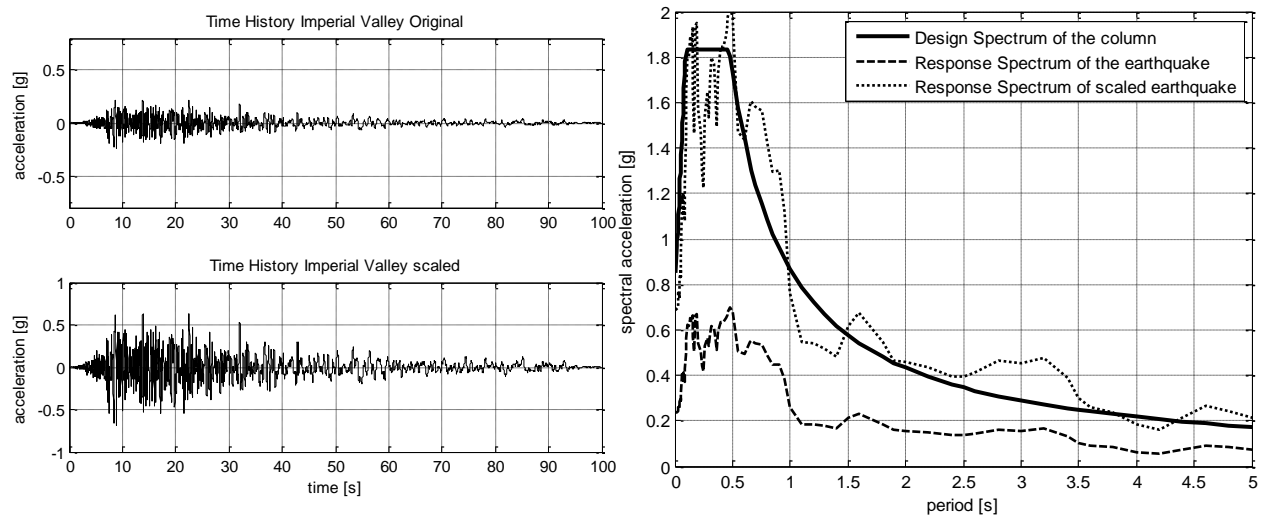 Time History Imperial Valley Original
acceleration [g]
0.5
0
-0.5
0 10 20 30 40 50 60 70 80 90 100
Time History Imperial Valley scaled
acceleration [g]
1
0.5
0
-0.5
-1
0 10 20 30 40 50 60 70 80 90 100
time [s]
spectral acceleration [g]
2
1.8
1.6
1.4
1.2
1
0.8
0.6
0.4
0.2
0
0 0.5 1 1.5 2 2.5 3 3.5 4 4.5 5
period [s]
Design Spectrum of the column
Response Spectrum of the earthquake
Response Spectrum of scaled earthquake